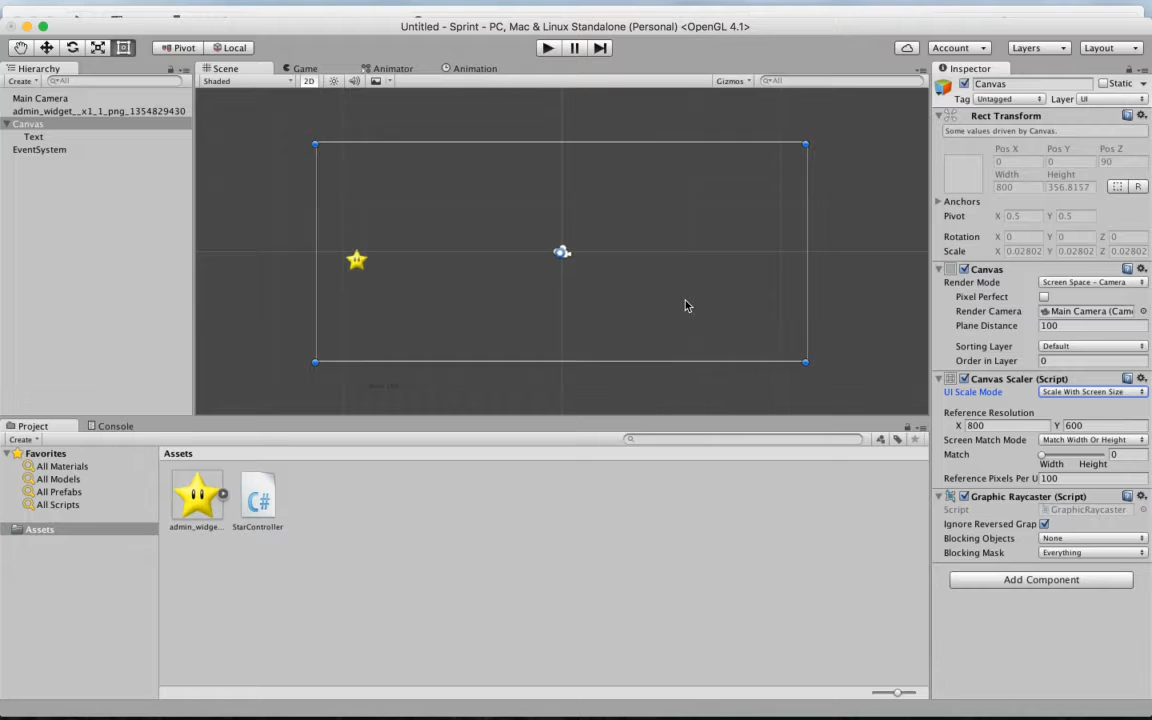 Untitled - Sprint - PC, Mac & Linux Standalone (Personal) <OpenGL 4.1>
Pivot Local Account Layers Layout
Hierarchy
Create All
Main Camera
admin_widget__x1_1_png_1354829430
Canvas
Text
EventSystem
Scene Game Animator Animation
Shaded 2D Gizmos All
Inspector
Canvas Static
Tag Untagged Layer UI
Rect Transform
Some values driven by Canvas.
Pos X Pos Y Pos Z
0 0 90
Width Height
800 356.8157 R
Anchors
Pivot X 0.5 Y 0.5
Rotation X 0 Y 0 Z 0
Scale X 0.02802 Y 0.02802 Z 0.02802
Canvas
Render Mode Screen Space - Camera
Pixel Perfect
Render Camera Main Camera (Cam
Plane Distance 100
Sorting Layer Default
Order in Layer 0
Canvas Scaler (Script)
UI Scale Mode Scale With Screen Size
Reference Resolution
X 800 Y 600
Screen Match Mode Match Width Or Height
Match 0
Width Height
Reference Pixels Per U 100
Graphic Raycaster (Script)
Script GraphicRaycaster
Ignore Reversed Grap
Blocking Objects None
Blocking Mask Everything
Add Component
Project Console
Create
Favorites
All Materials
All Models
All Prefabs
All Scripts
Assets
Assets
C#
admin_widge... StarController